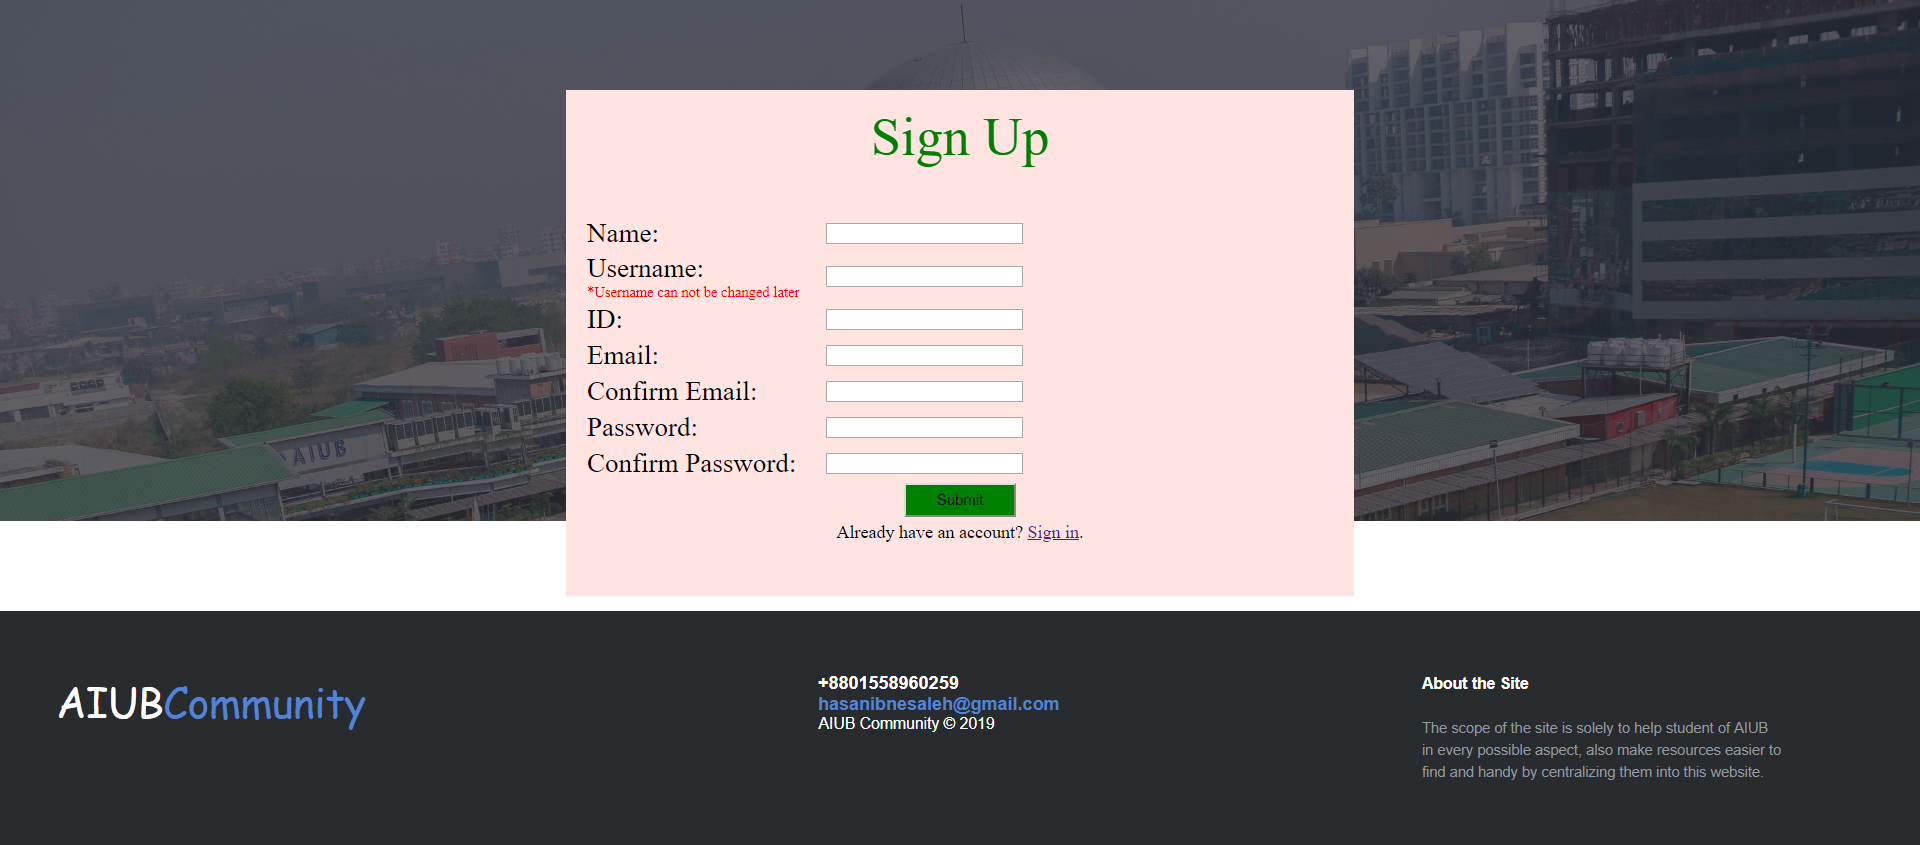 Sign Up
Name:
Username:
*Username can not be changed later
ID:
Email:
Confirm Email:
Password:
Confirm Password:
Submit
Already have an account? Sign in.
AIUB
AIUBCommunity
+8801558960259
hasanibnesaleh@gmail.com
AIUB Community © 2019
About the Site
The scope of the site is solely to help student of AIUB
in every possible aspect, also make resources easier to
find and handy by centralizing them into this website.